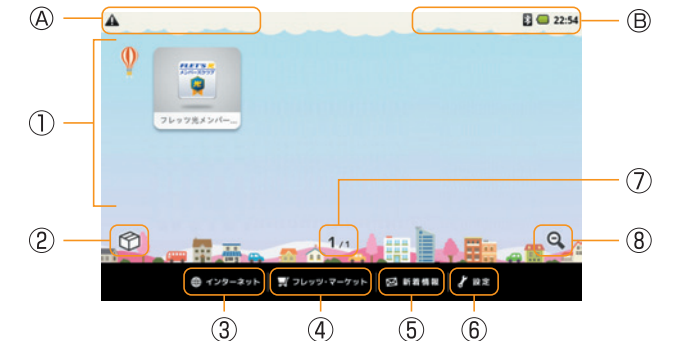 Ⓐ
Ⓑ
22:54
①
FLET'S光
メンバーズクラブ
フレッツ光メンバー...
⑦
②
1/1
⑧
インターネット
フレッツ・マーケット
新着情報
設定
③
④
⑤
⑥